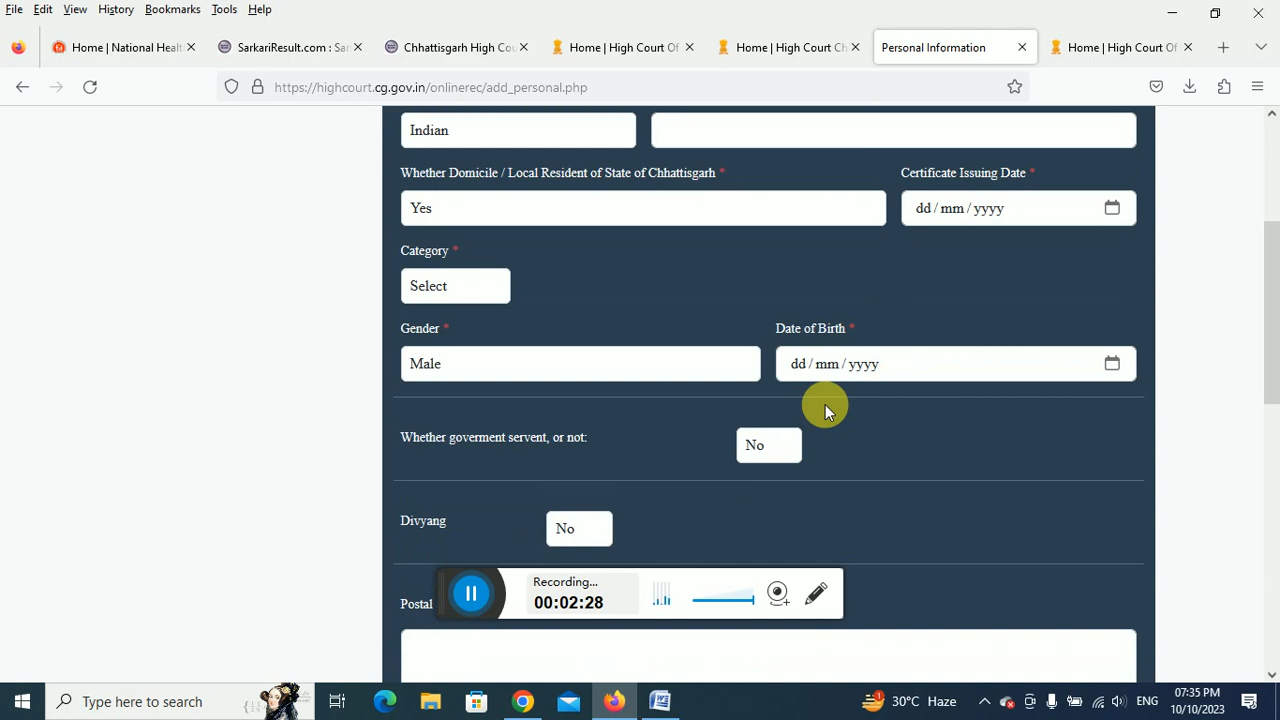 File Edit View History Bookmarks Tools Help
Home | National Healt
SarkariResult.com : Sar
Chhattisgarh High Cou
Home | High Court Of
Home | High Court Ch
Personal Information
Home | High Court Of
https://highcourt.cg.gov.in/onlinerec/add_personal.php
Indian
Whether Domicile / Local Resident of State of Chhattisgarh * Certificate Issuing Date *
Yes dd/mm/yyyy
Category *
Select
Gender * Date of Birth *
Male dd/mm/yyyy
Whether goverment servent, or not: No
Divyang No
Recording...
00:02:28
Postal
Type here to search
30°C Haze
ENG
07:35 PM
10/10/2023